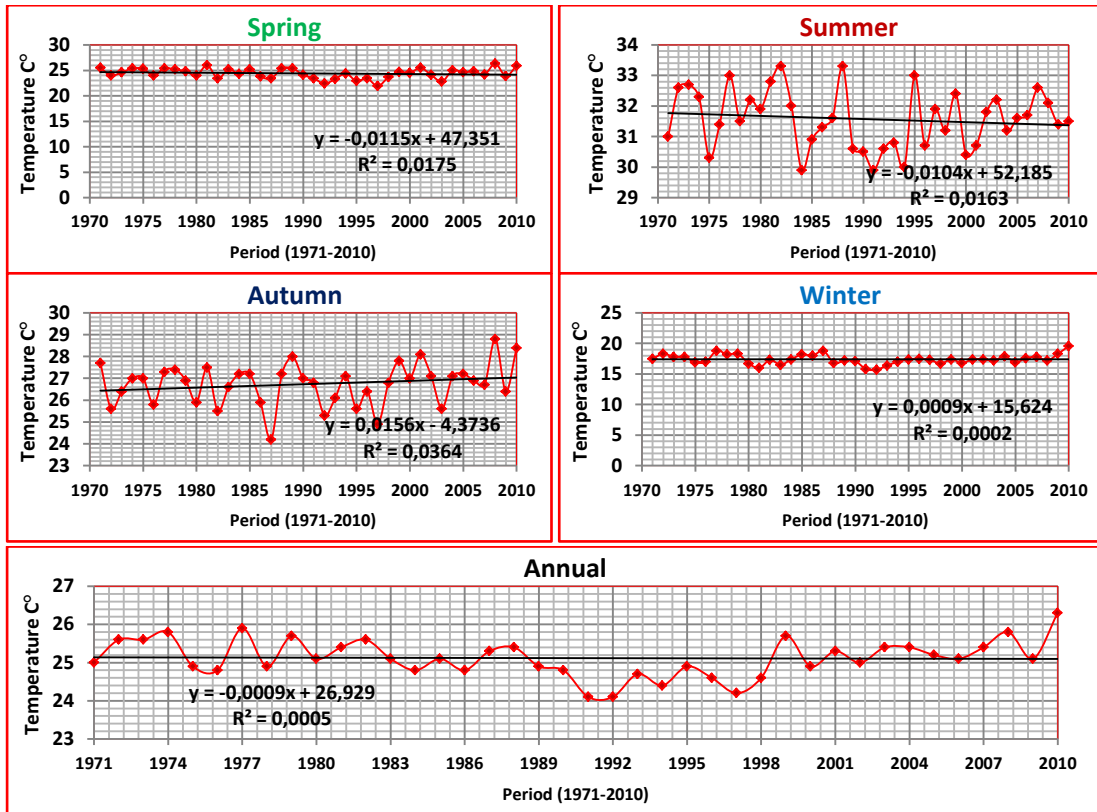 Spring
Temperature C°
30
25
20
15
10
5
0
y = -0,0115x + 47,351
R² = 0,0175
1970 1975 1980 1985 1990 1995 2000 2005 2010
Period (1971-2010)
Summer
Temperature C°
34
33
32
31
30
29
y = -0,0104x + 52,185
R² = 0,0163
1970 1975 1980 1985 1990 1995 2000 2005 2010
Period (1971-2010)
Autumn
Temperature C°
30
29
28
27
26
25
24
23
y = 0,0156x - 4,3736
R² = 0,0364
1970 1975 1980 1985 1990 1995 2000 2005 2010
Period (1971-2010)
Winter
Temperature C°
25
20
15
10
5
0
y = 0,0009x + 15,624
R² = 0,0002
1970 1975 1980 1985 1990 1995 2000 2005 2010
Period (1971-2010)
Annual
Temperature C°
27
26
25
24
23
y = -0,0009x + 26,929
R² = 0,0005
1971 1974 1977 1980 1983 1986 1989 1992 1995 1998 2001 2004 2007 2010
Period (1971-2010)